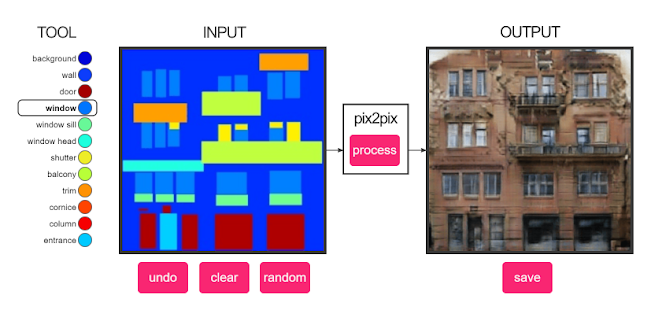 TOOL
INPUT
OUTPUT
background
wall
door
window
window sill
window head
shutter
balcony
trim
cornice
column
entrance
pix2pix
process
undo
clear
random
save